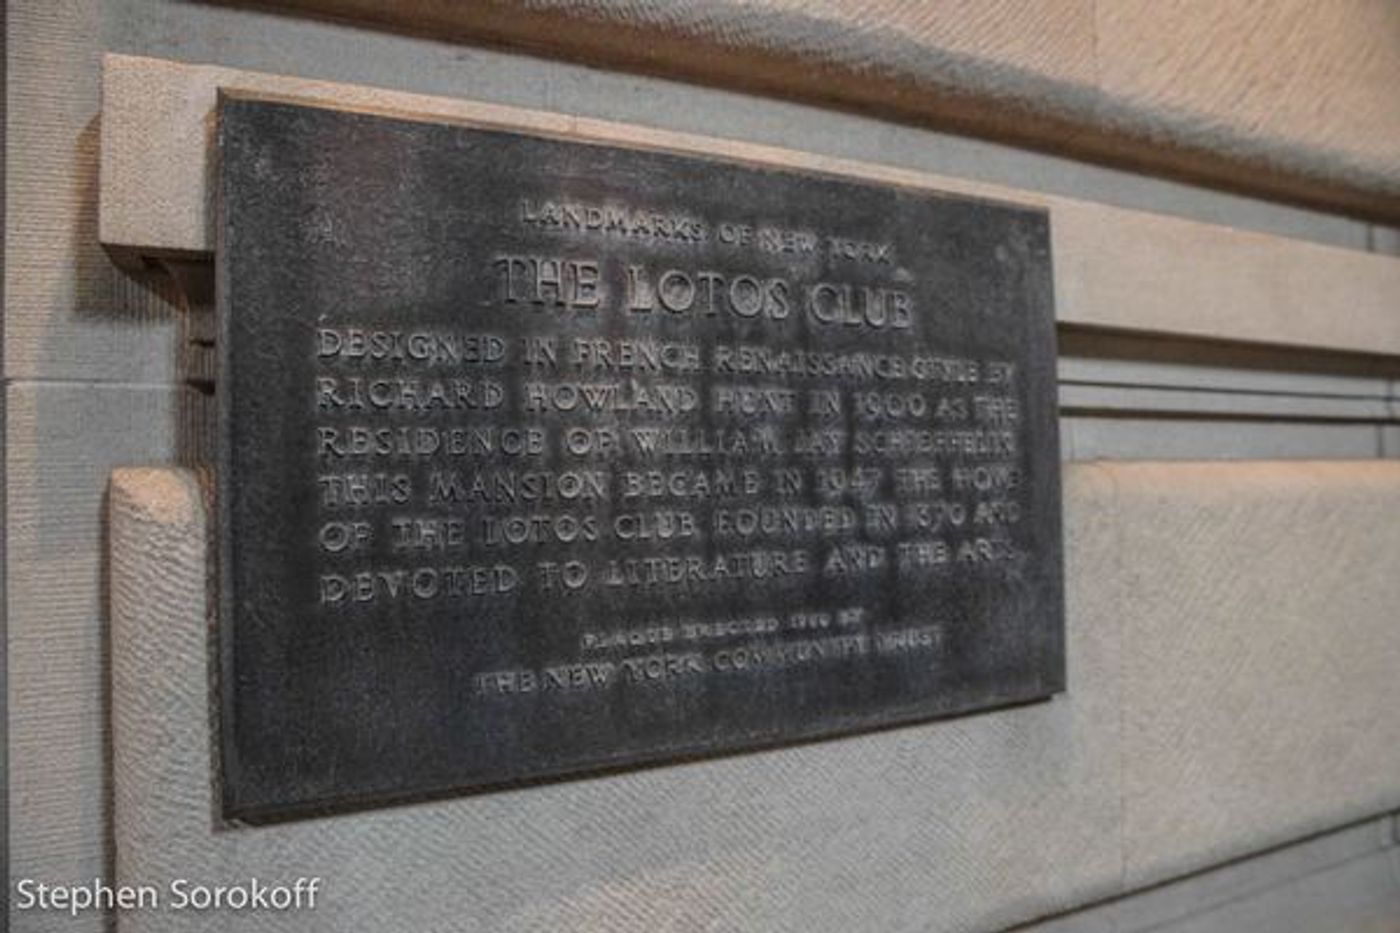 LANDMARKS OF NEW YORK
THE LOTOS CLUB
DESIGNED IN FRENCH RENAISSANCE STYLE BY
RICHARD HOWLAND HUNT IN 1900 AS THE
RESIDENCE OF WILLIAM JAY SCHIEFFELIN
THIS MANSION BECAME IN 1947 THE HOME
OF THE LOTOS CLUB FOUNDED IN 1870 AND
DEVOTED TO LITERATURE AND THE ARTS
PLAQUE ERECTED 1960 BY
THE NEW YORK COMMUNITY TRUST
Stephen Sorokoff